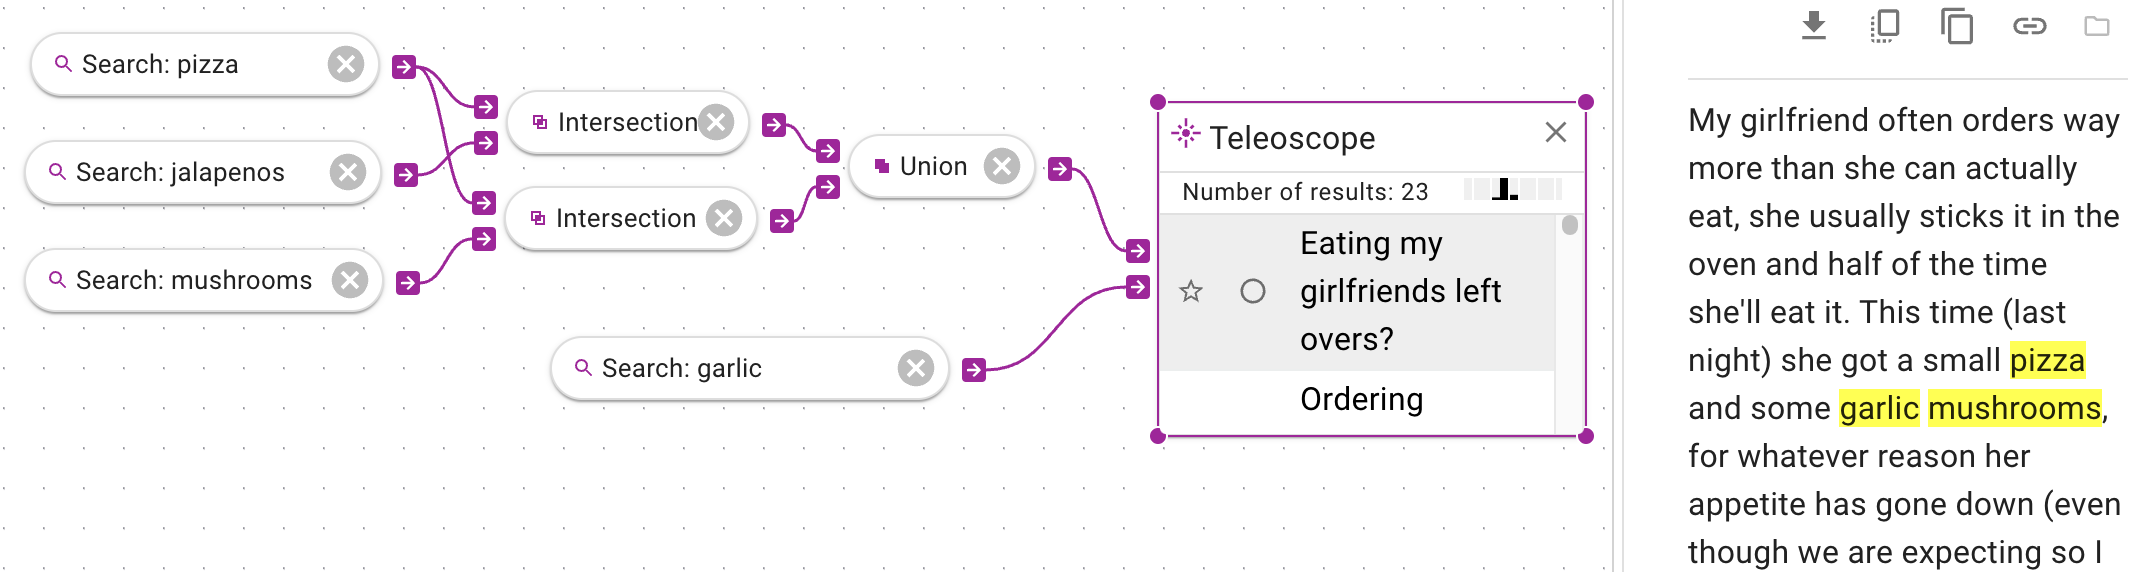 Search: pizza
Search: jalapenos
Search: mushrooms
Intersection
Intersection
Union
Search: garlic
Teleoscope
Number of results: 23
Eating my
girlfriends left
overs?
Ordering
My girlfriend often orders way
more than she can actually
eat, she usually sticks it in the
oven and half of the time
she'll eat it. This time (last
night) she got a small pizza
and some garlic mushrooms,
for whatever reason her
appetite has gone down (even
though we are expecting so I